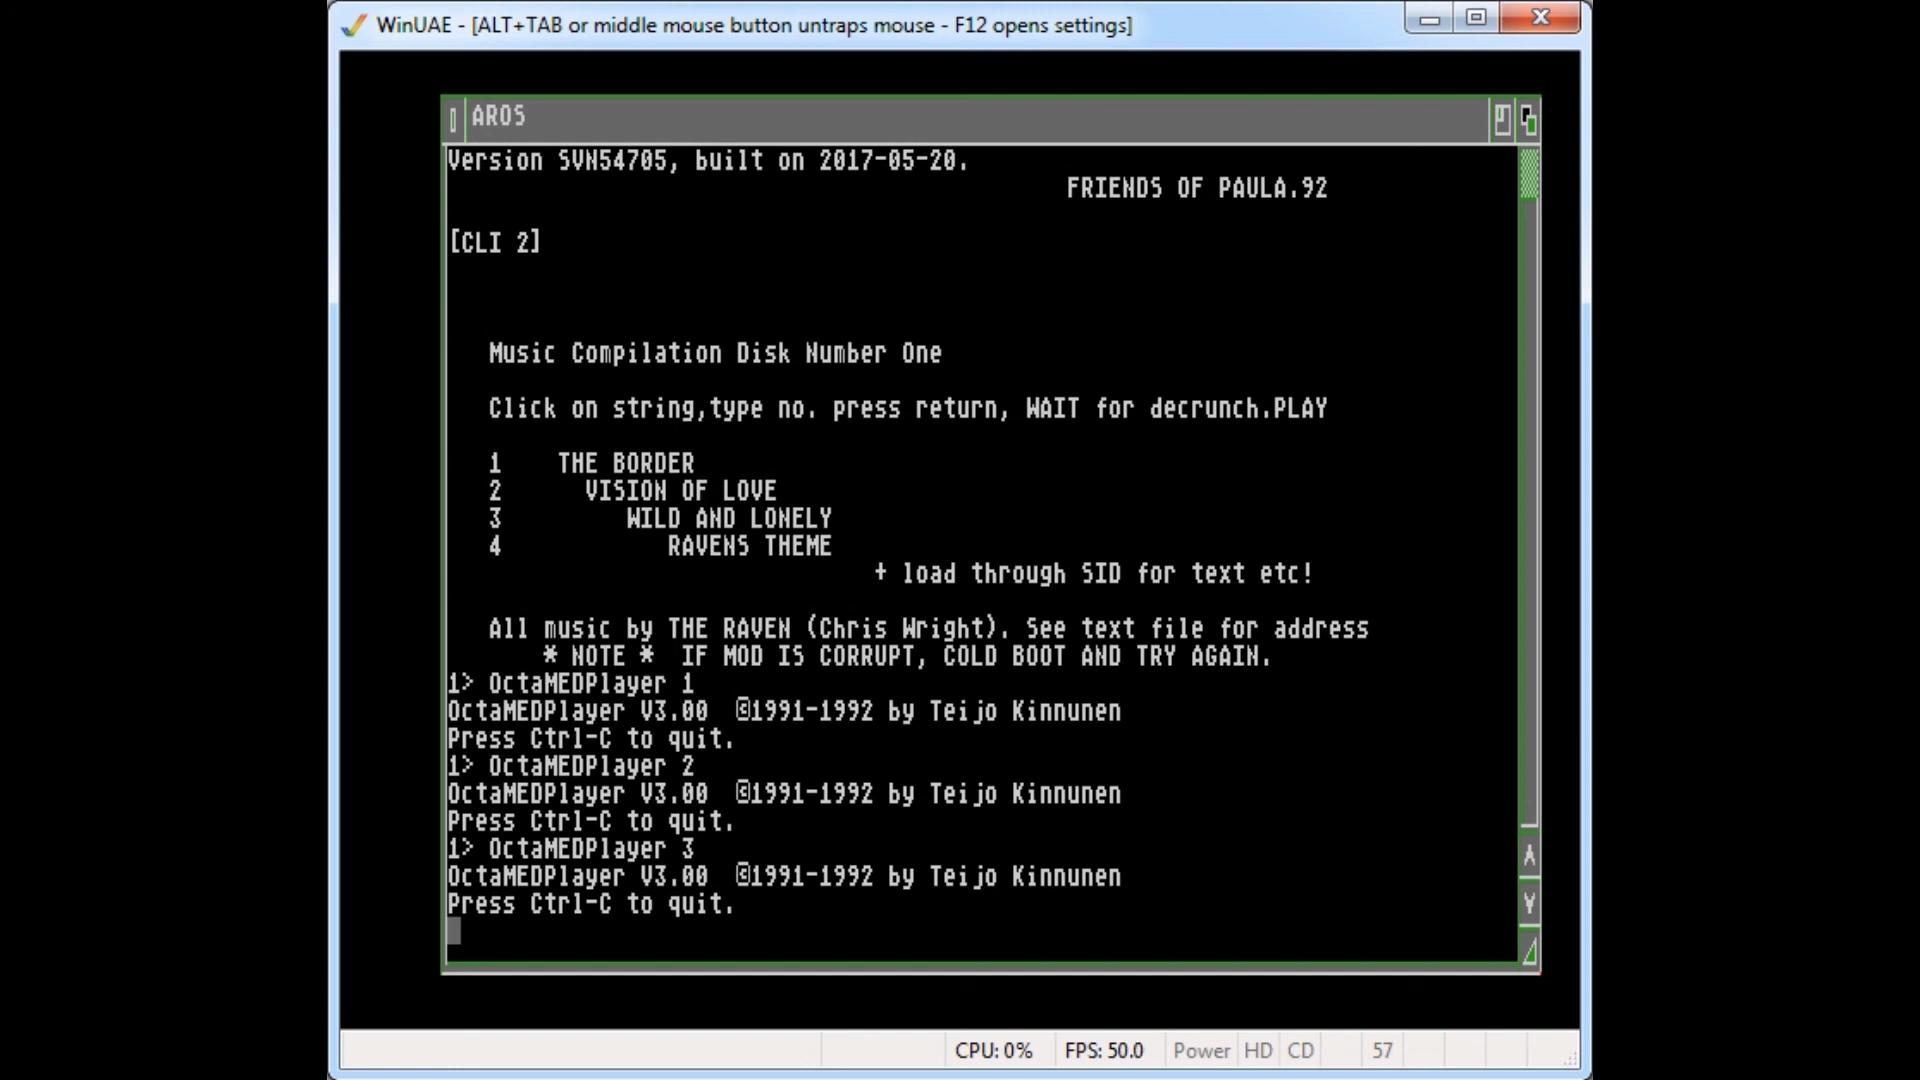 WinUAE - [ALT+TAB or middle mouse button untraps mouse - F12 opens settings]
AROS
Version SVN54705, built on 2017-05-20.
FRIENDS OF PAULA.92
[CLI 2]
Music Compilation Disk Number One
Click on string,type no. press return, WAIT for decrunch.PLAY
1 THE BORDER
2 VISION OF LOVE
3 WILD AND LONELY
4 RAVENS THEME
+ load through SID for text etc!
All music by THE RAVEN (Chris Wright). See text file for address
* NOTE * IF MOD IS CORRUPT, COLD BOOT AND TRY AGAIN.
1> OctaMEDPlayer 1
OctaMEDPlayer V3.00 ©1991-1992 by Teijo Kinnunen
Press Ctrl-C to quit.
1> OctaMEDPlayer 2
OctaMEDPlayer V3.00 ©1991-1992 by Teijo Kinnunen
Press Ctrl-C to quit.
1> OctaMEDPlayer 3
OctaMEDPlayer V3.00 ©1991-1992 by Teijo Kinnunen
Press Ctrl-C to quit.
CPU: 0% FPS: 50.0 Power HD CD 57